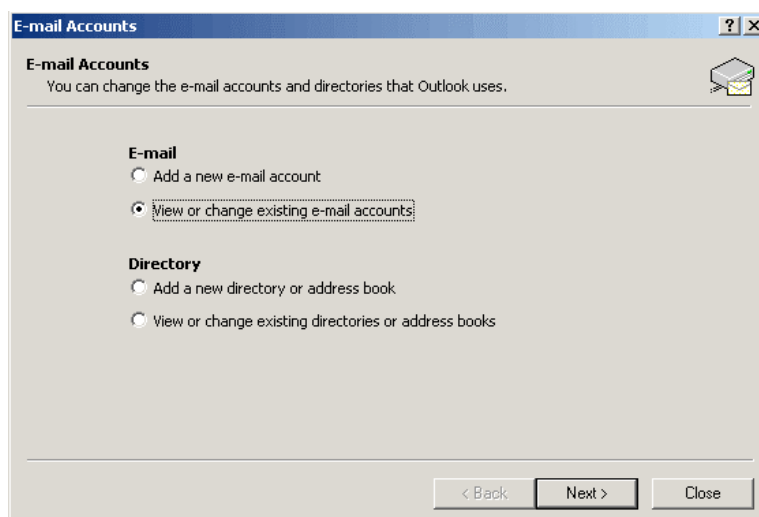 E-mail Accounts
E-mail Accounts
You can change the e-mail accounts and directories that Outlook uses.
E-mail
Add a new e-mail account
View or change existing e-mail accounts
Directory
Add a new directory or address book
View or change existing directories or address books
< Back Next > Close